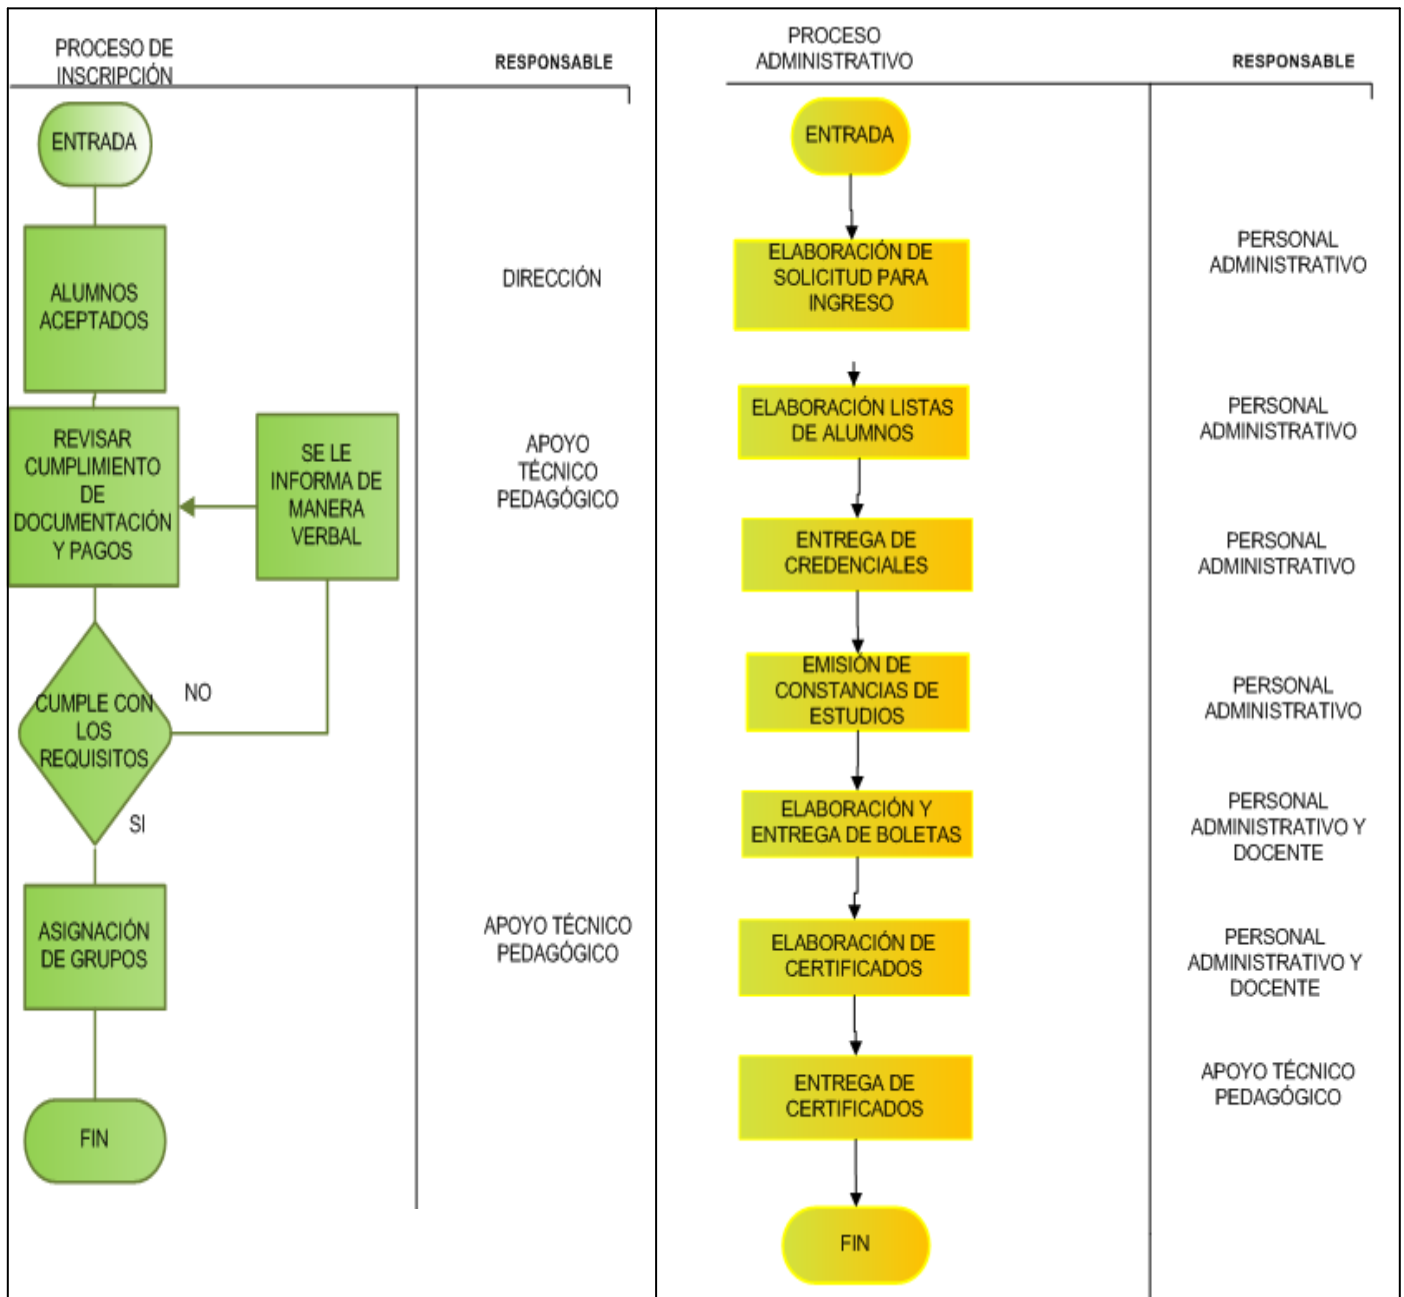 PROCESO DE
INSCRIPCIÓN
RESPONSABLE
ENTRADA
ALUMNOS
ACEPTADOS
DIRECCIÓN
REVISAR
CUMPLIMIENTO
DE
DOCUMENTACIÓN
Y PAGOS
SE LE
INFORMA DE
MANERA
VERBAL
APOYO
TÉCNICO
PEDAGÓGICO
CUMPLE CON
LOS
REQUISITOS
NO
SI
ASIGNACIÓN
DE GRUPOS
APOYO TÉCNICO
PEDAGÓGICO
FIN
PROCESO
ADMINISTRATIVO
RESPONSABLE
ENTRADA
ELABORACIÓN DE
SOLICITUD PARA
INGRESO
PERSONAL
ADMINISTRATIVO
ELABORACIÓN LISTAS
DE ALUMNOS
PERSONAL
ADMINISTRATIVO
ENTREGA DE
CREDENCIALES
PERSONAL
ADMINISTRATIVO
EMISIÓN DE
CONSTANCIAS DE
ESTUDIOS
PERSONAL
ADMINISTRATIVO
ELABORACIÓN Y
ENTREGA DE BOLETAS
PERSONAL
ADMINISTRATIVO Y
DOCENTE
ELABORACIÓN DE
CERTIFICADOS
PERSONAL
ADMINISTRATIVO Y
DOCENTE
ENTREGA DE
CERTIFICADOS
APOYO TÉCNICO
PEDAGÓGICO
FIN